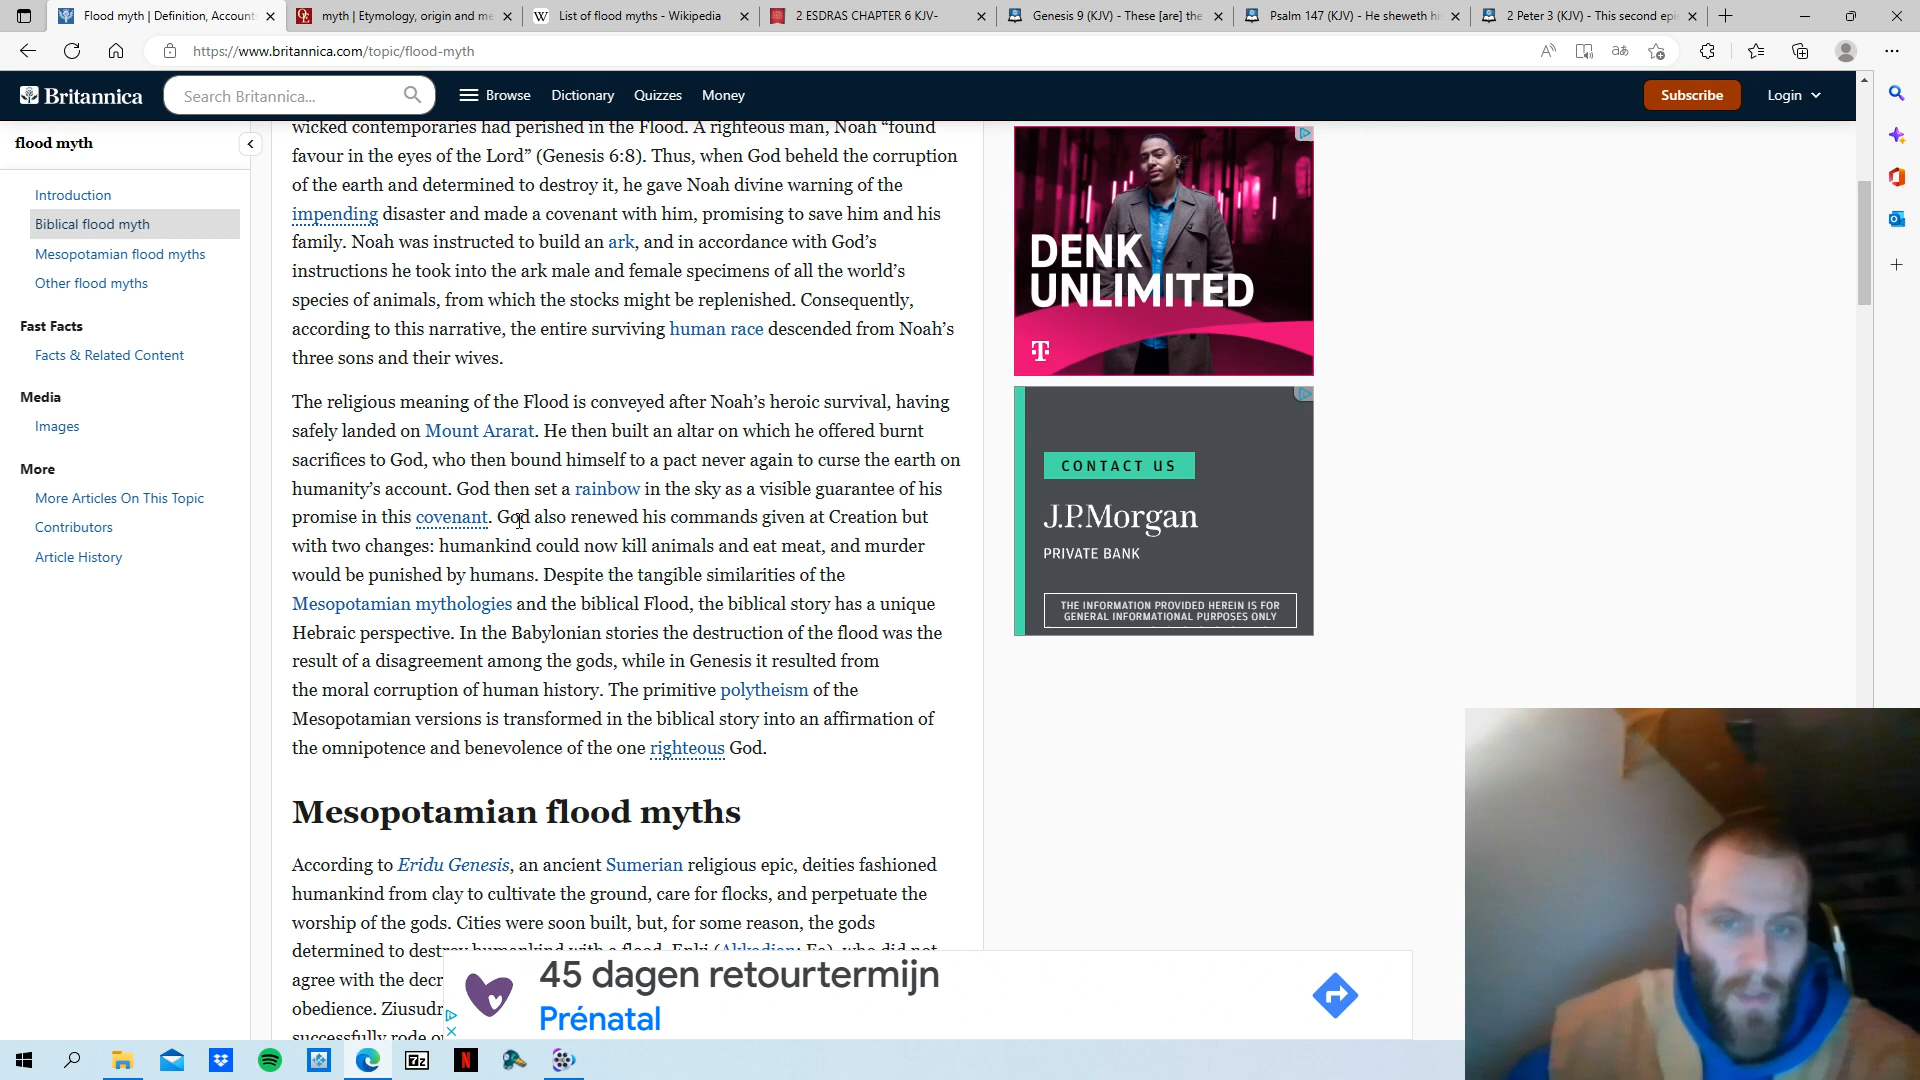 Flood myth | Definition, Account
myth | Etymology, origin and me
List of flood myths - Wikipedia
2 ESDRAS CHAPTER 6 KJV-
Genesis 9 (KJV) - These [are] the
Psalm 147 (KJV) - He sheweth hi
2 Peter 3 (KJV) - This second epi
https://www.britannica.com/topic/flood-myth
Britannica
Search Britannica...
Browse
Dictionary
Quizzes
Money
Subscribe
Login
flood myth
Introduction
Biblical flood myth
Mesopotamian flood myths
Other flood myths
Fast Facts
Facts & Related Content
Media
Images
More
More Articles On This Topic
Contributors
Article History
wicked contemporaries had perished in the Flood. A righteous man, Noah “found
favour in the eyes of the Lord” (Genesis 6:8). Thus, when God beheld the corruption
of the earth and determined to destroy it, he gave Noah divine warning of the
impending disaster and made a covenant with him, promising to save him and his
family. Noah was instructed to build an ark, and in accordance with God’s
instructions he took into the ark male and female specimens of all the world’s
species of animals, from which the stocks might be replenished. Consequently,
according to this narrative, the entire surviving human race descended from Noah’s
three sons and their wives.
The religious meaning of the Flood is conveyed after Noah’s heroic survival, having
safely landed on Mount Ararat. He then built an altar on which he offered burnt
sacrifices to God, who then bound himself to a pact never again to curse the earth on
humanity’s account. God then set a rainbow in the sky as a visible guarantee of his
promise in this covenant. God also renewed his commands given at Creation but
with two changes: humankind could now kill animals and eat meat, and murder
would be punished by humans. Despite the tangible similarities of the
Mesopotamian mythologies and the biblical Flood, the biblical story has a unique
Hebraic perspective. In the Babylonian stories the destruction of the flood was the
result of a disagreement among the gods, while in Genesis it resulted from
the moral corruption of human history. The primitive polytheism of the
Mesopotamian versions is transformed in the biblical story into an affirmation of
the omnipotence and benevolence of the one righteous God.
Mesopotamian flood myths
According to Eridu Genesis, an ancient Sumerian religious epic, deities fashioned
humankind from clay to cultivate the ground, care for flocks, and perpetuate the
worship of the gods. Cities were soon built, but, for some reason, the gods
determined to destroy humankind with a flood. Enki (Akkadian: Ea), who did not
agree with the decr
obedience. Ziusudr
successfully rode o
DENK
UNLIMITED
T
CONTACT US
J.P.Morgan
PRIVATE BANK
THE INFORMATION PROVIDED HEREIN IS FOR
GENERAL INFORMATIONAL PURPOSES ONLY
45 dagen retourtermijn
Prénatal
7z
N